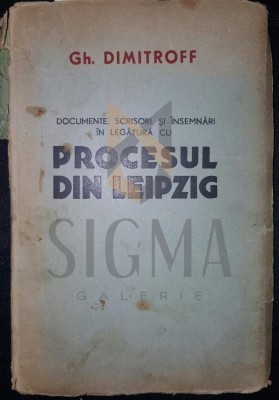 Gh. DIMITROFF
DOCUMENTE, SCRISORI ȘI ÎNSEMNĂRI
ÎN LEGĂTURĂ CU
PROCESUL
DIN LEIPZIG
SIGMA
GALERIE